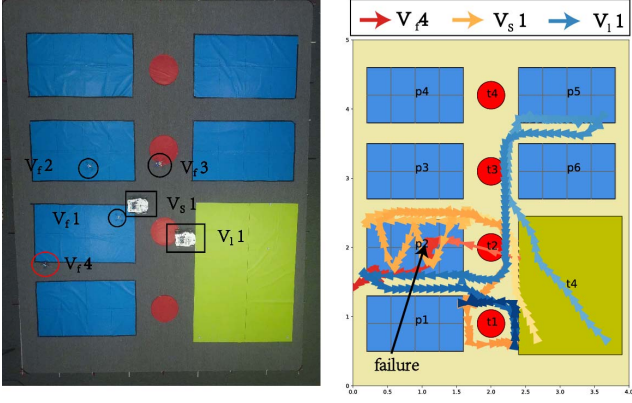 V_f 2
V_f 3
V_S 1
V_f 1
V_l 1
V_f 4
V_f 4
V_S 1
V_l 1
5
4
3
2
1
0
p4
t4
p5
p3
t3
p6
p2
t2
t4
p1
t1
failure
0.0 0.5 1.0 1.5 2.0 2.5 3.0 3.5 4.0